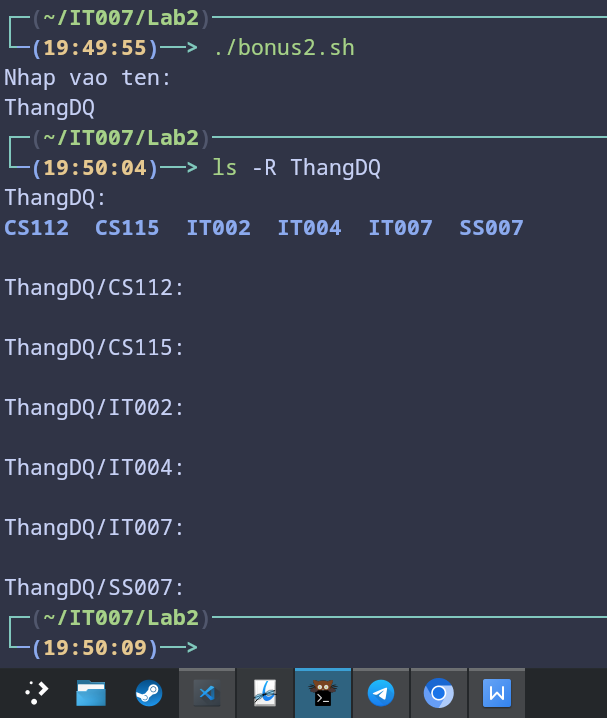 (~/IT007/Lab2)
(19:49:55)—> ./bonus2.sh
Nhap vao ten:
ThangDQ
(~/IT007/Lab2)
(19:50:04)—> ls -R ThangDQ
ThangDQ:
CS112  CS115  IT002  IT004  IT007  SS007
ThangDQ/CS112:
ThangDQ/CS115:
ThangDQ/IT002:
ThangDQ/IT004:
ThangDQ/IT007:
ThangDQ/SS007:
(~/IT007/Lab2)
(19:50:09)—>